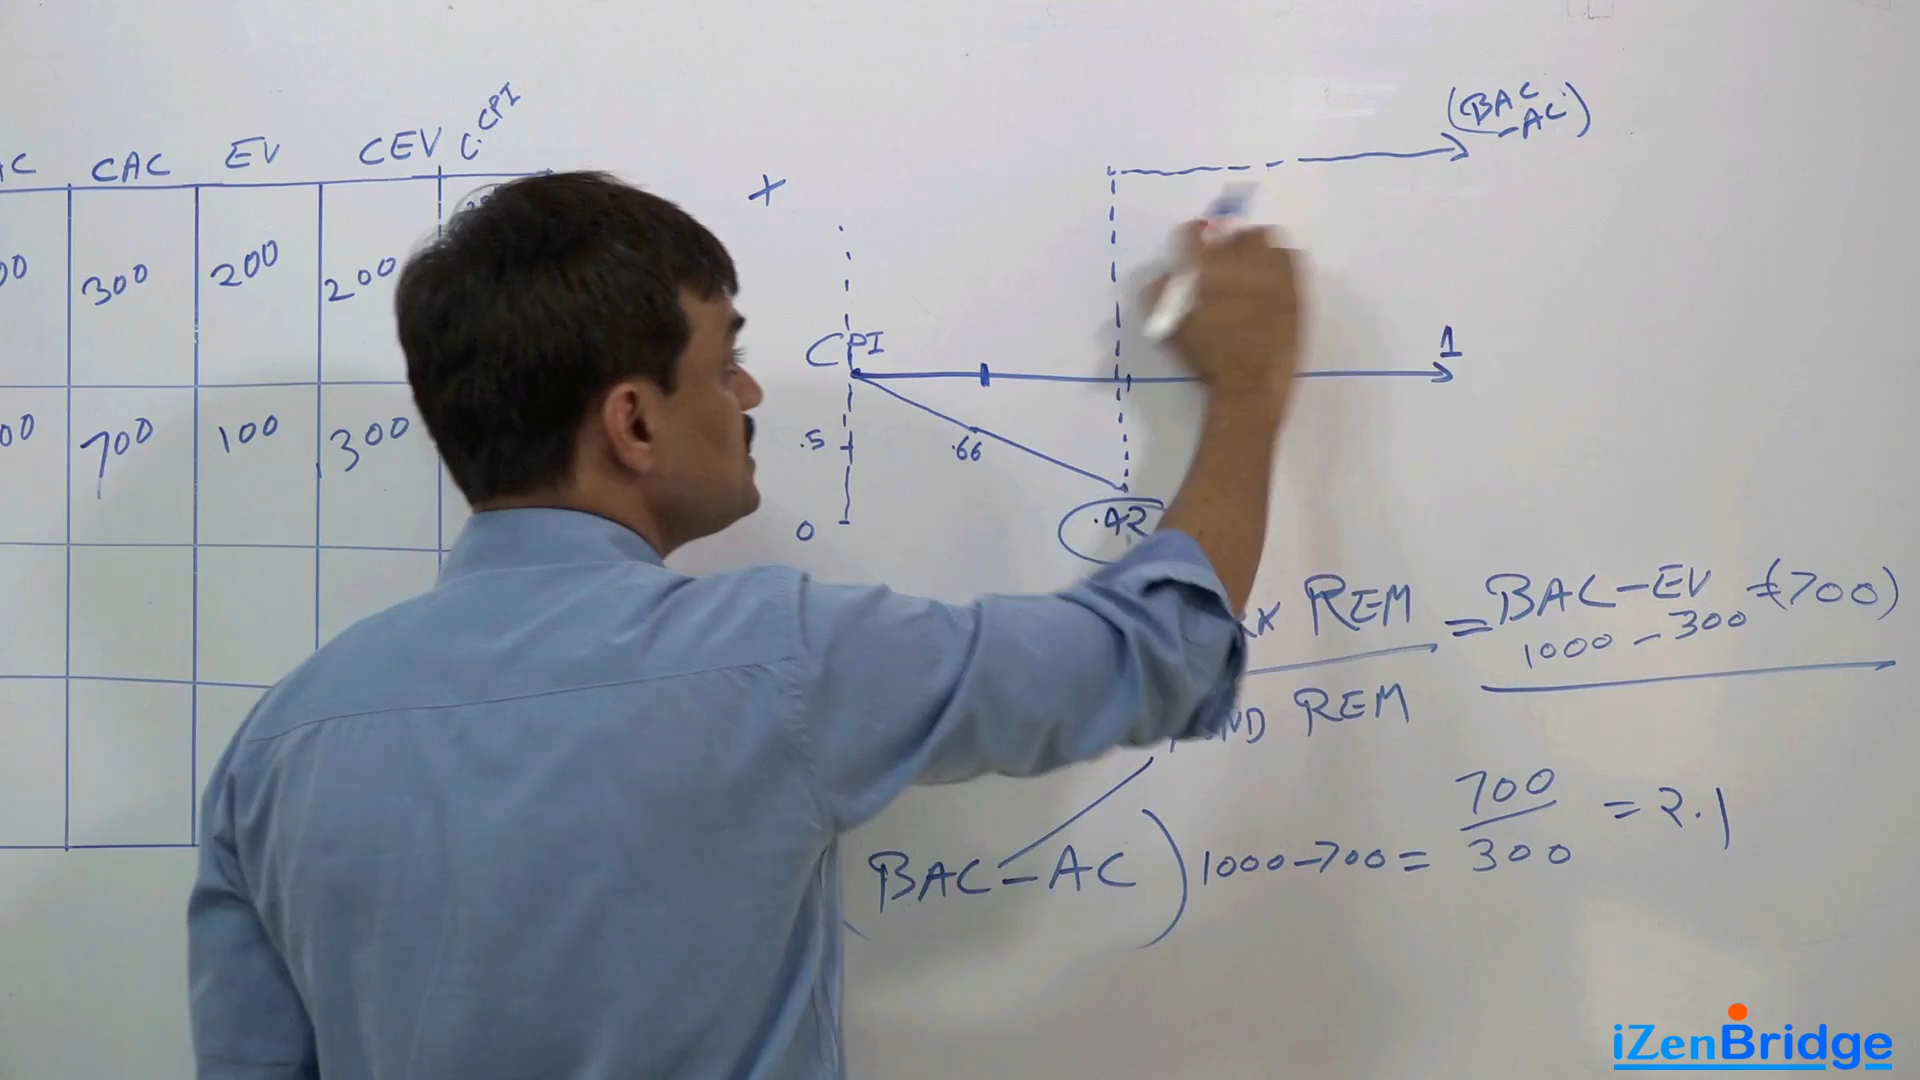 CAC EV CEV CPI
300 200 200
700 100 300
+
CPI
.5
0
.66
.42
1
(BAC
-AC)
REM = BAC-EV =(700)
1000-300
REM
(BAC-AC) 1000-700=
700
300
=2.1
iZenBridge